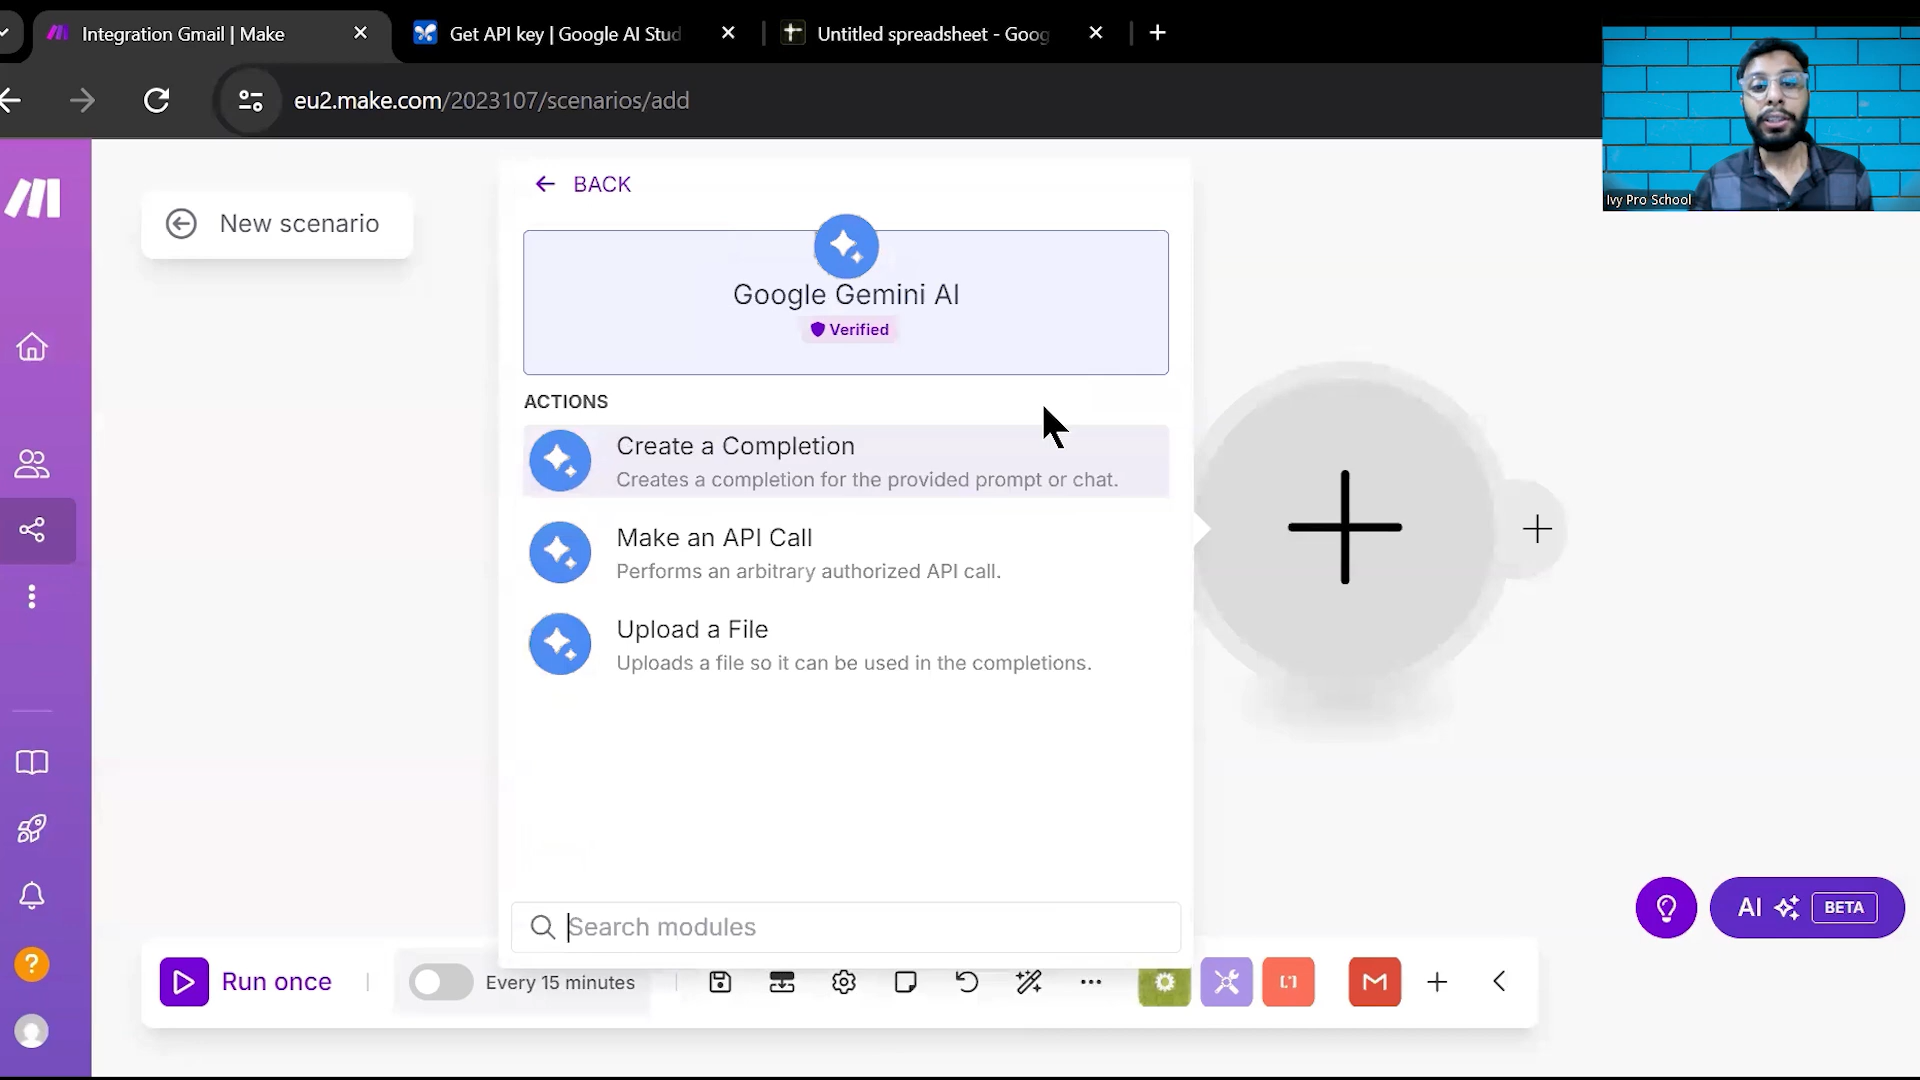 Integration Gmail | Make
Get API key | Google AI Stud
Untitled spreadsheet - Goog
eu2.make.com/2023107/scenarios/add
Ivy Pro School
New scenario
BACK
Google Gemini AI
Verified
ACTIONS
Create a Completion
Creates a completion for the provided prompt or chat.
Make an API Call
Performs an arbitrary authorized API call.
Upload a File
Uploads a file so it can be used in the completions.
Search modules
AI BETA
Run once
Every 15 minutes